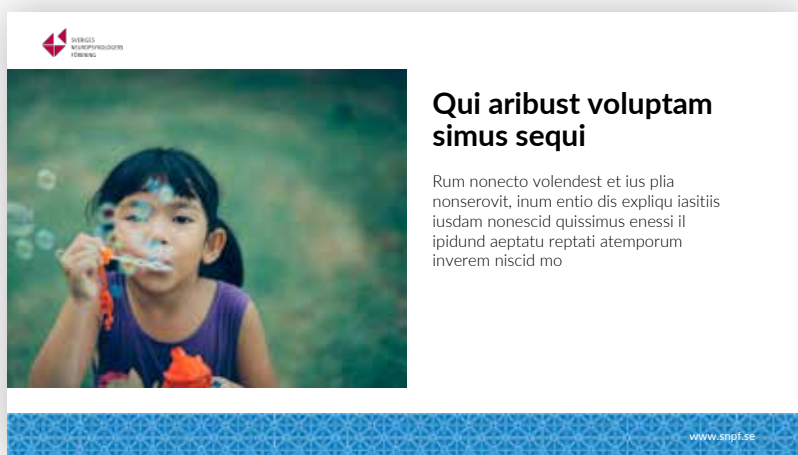 SVERIGES
NEUROPSYKOLOGERS
FÖRENING
Qui aribust voluptam
simus sequi
Rum nonecto volendest et ius plia
nonserovit, inum entio dis expliqu iasitiis
iusdam nonescid quissimus enessi il
ipidund aeptatu reptati atemporum
inverem niscid mo
www.snpf.se